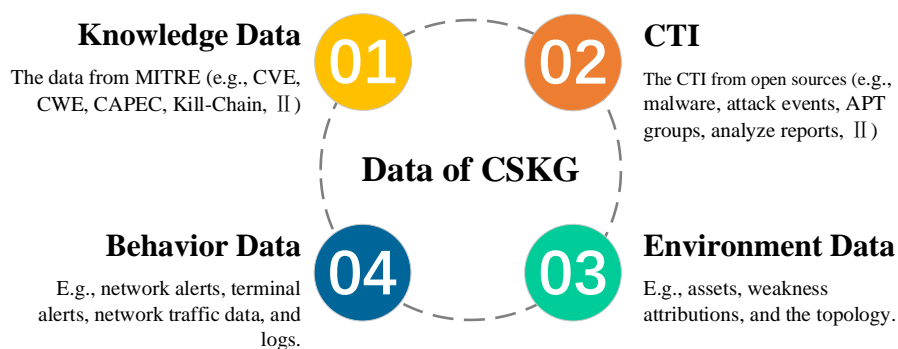 Knowledge Data
The data from MITRE (e.g., CVE,
CWE, CAPEC, Kill-Chain, Ⅱ)
01
02
CTI
The CTI from open sources (e.g.,
malware, attack events, APT
groups, analyze reports, Ⅱ)
Data of CSKG
Behavior Data
E.g., network alerts, terminal
alerts, network traffic data, and
logs.
04
03
Environment Data
E.g., assets, weakness
attributions, and the topology.